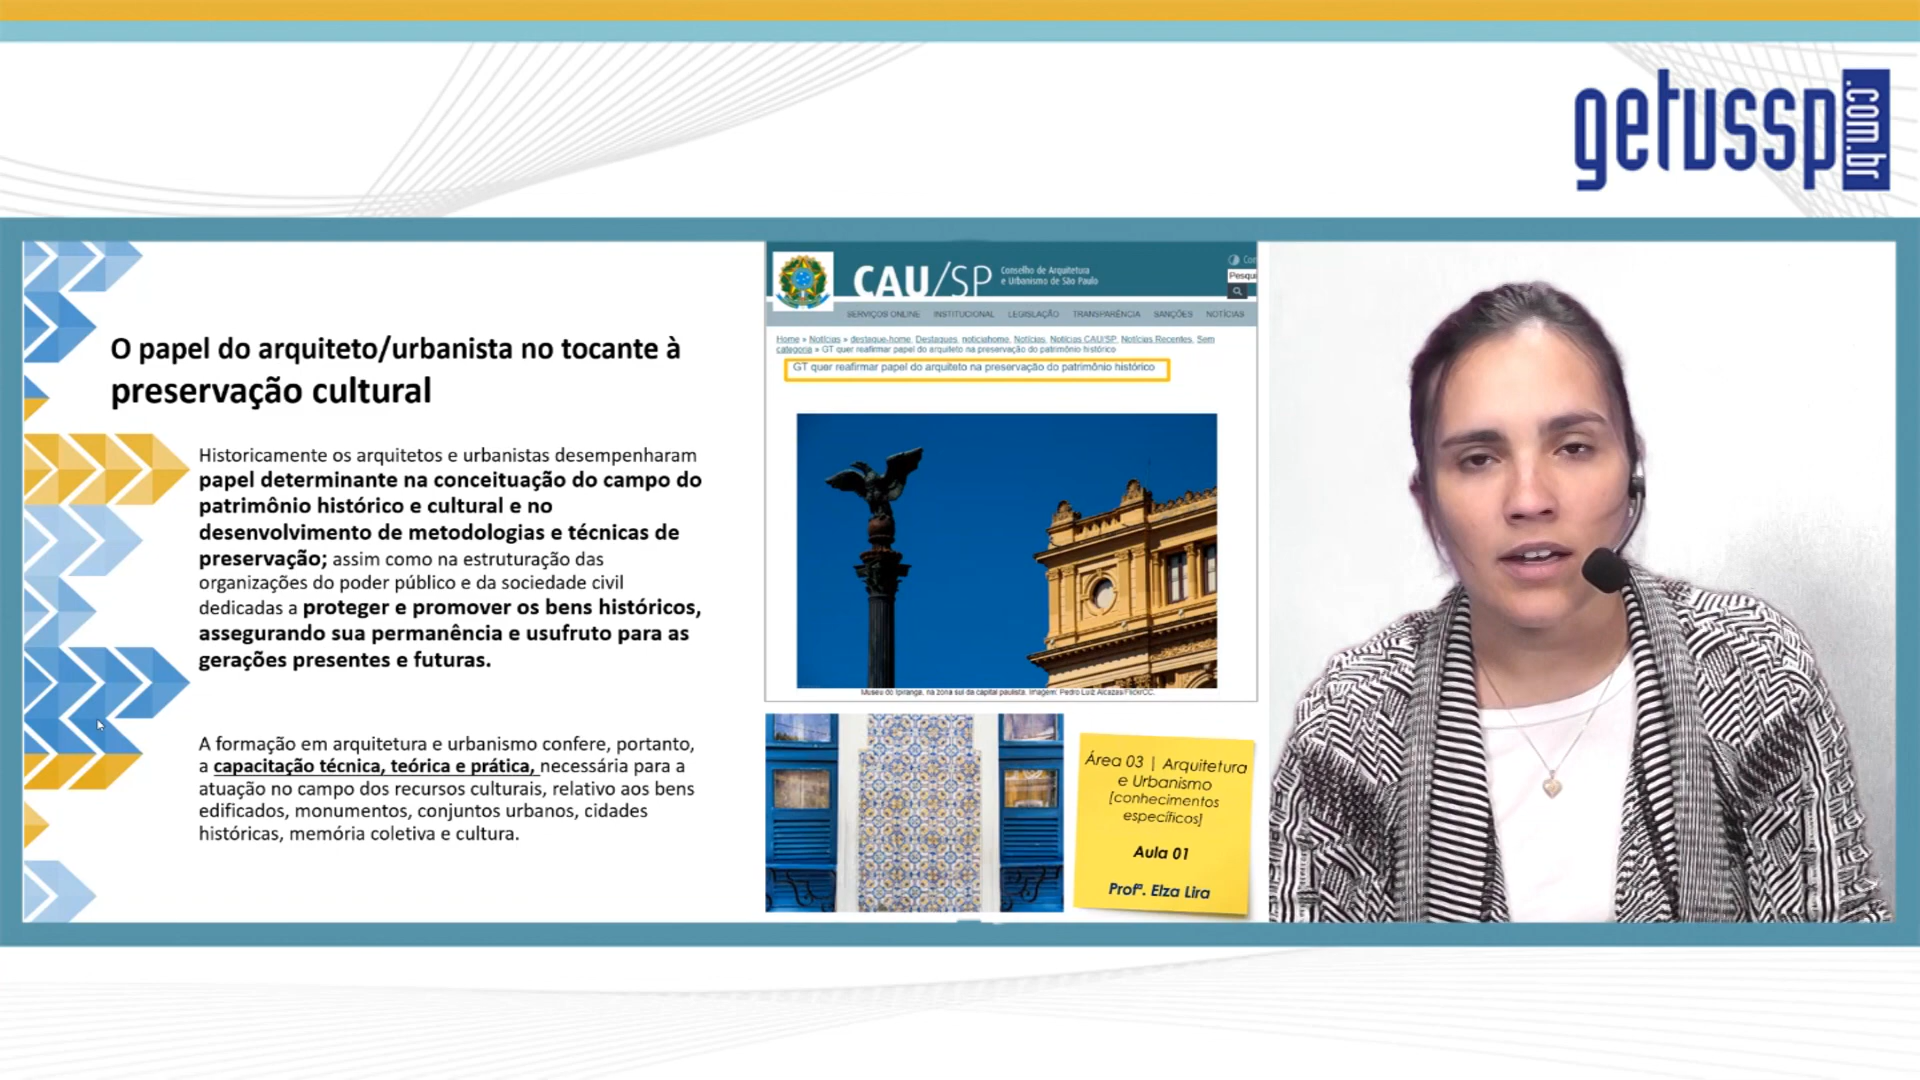 getussp.com.br
O papel do arquiteto/urbanista no tocante à
preservação cultural
Historicamente os arquitetos e urbanistas desempenharam
papel determinante na conceituação do campo do
patrimônio histórico e cultural e no
desenvolvimento de metodologias e técnicas de
preservação; assim como na estruturação das
organizações do poder público e da sociedade civil
dedicadas a proteger e promover os bens históricos,
assegurando sua permanência e usufruto para as
gerações presentes e futuras.
A formação em arquitetura e urbanismo confere, portanto,
a capacitação técnica, teórica e prática, necessária para a
atuação no campo dos recursos culturais, relativo aos bens
edificados, monumentos, conjuntos urbanos, cidades
históricas, memória coletiva e cultura.
CAU/SP
Conselho de Arquitetura
e Urbanismo de São Paulo
Con
Pesqui
SERVIÇOS ONLINE INSTITUCIONAL LEGISLAÇÃO TRANSPARÊNCIA SANÇÕES NOTÍCIAS
Home » Notícias » destaque-home, Destaques, noticiahome, Notícias, Notícias CAU/SP, Notícias Recentes, Sem
categoria » GT quer reafirmar papel do arquiteto na preservação do patrimônio histórico
GT quer reafirmar papel do arquiteto na preservação do patrimônio histórico
Museu do Ipiranga, na zona sul da capital paulista. Imagem: Pedro Luiz Alcazas/Flickr/CC.
Área 03 | Arquitetura
e Urbanismo
[conhecimentos
específicos]
Aula 01
Profª. Elza Lira